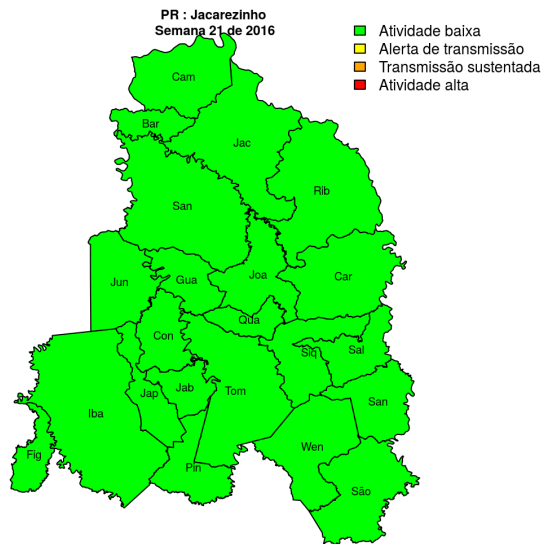 PR : Jacarezinho
Semana 21 de 2016
Atividade baixa
Alerta de transmissão
Transmissão sustentada
Atividade alta
Cam
Bar
Jac
Rib
San
Jun
Gua
Joa
Car
Qua
Con
Siq
Sal
Jap
Jab
Tom
San
Iba
Wen
Fig
Pin
São